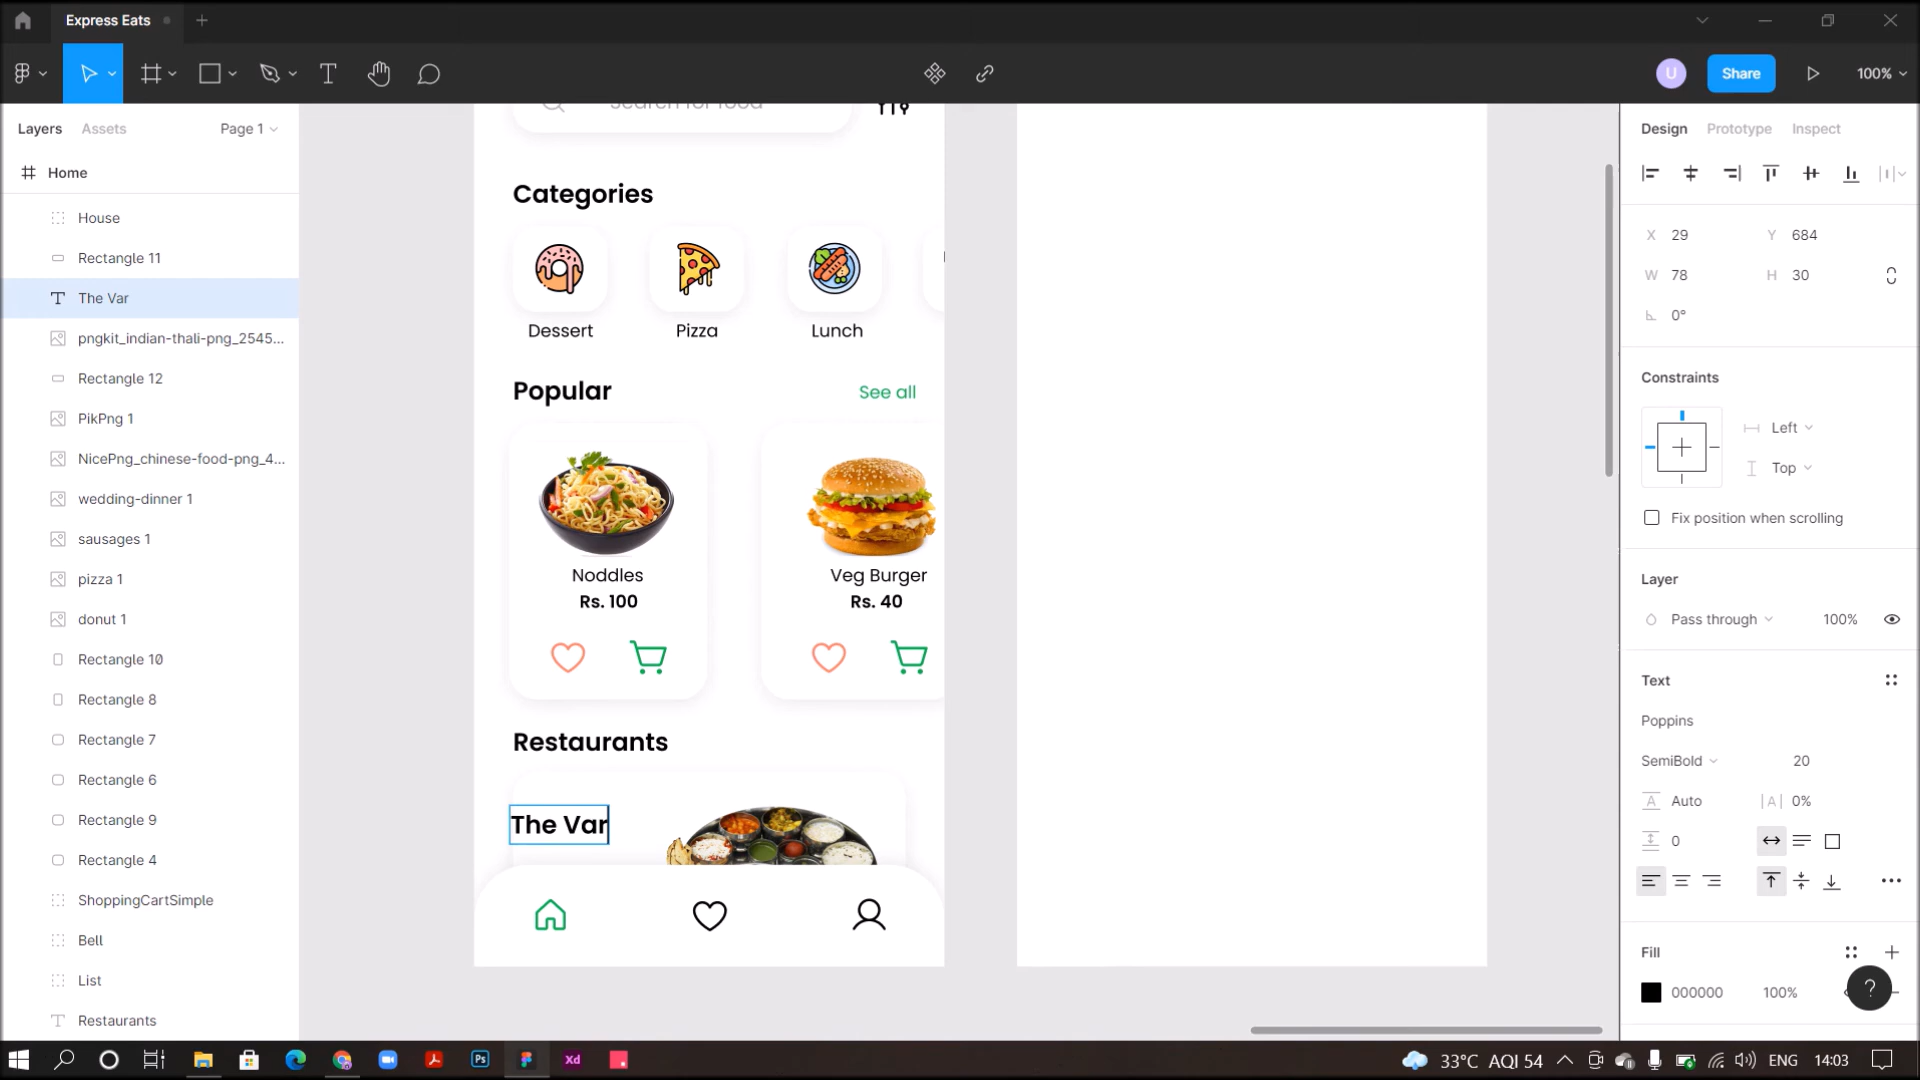 Express Eats
Share
100%
Layers
Assets
Page 1
Home
House
Rectangle 11
The Var
pngkit_indian-thali-png_2545...
Rectangle 12
PikPng 1
NicePng_chinese-food-png_4...
wedding-dinner 1
sausages 1
pizza 1
donut 1
Rectangle 10
Rectangle 8
Rectangle 7
Rectangle 6
Rectangle 9
Rectangle 4
ShoppingCartSimple
Bell
List
Restaurants
Search for food
Categories
Dessert
Pizza
Lunch
Popular
See all
Noddles
Rs. 100
Veg Burger
Rs. 40
Restaurants
The Var
U
Design
Prototype
Inspect
X 29
Y 684
W 78
H 30
0°
Constraints
Left
Top
Fix position when scrolling
Layer
Pass through
100%
Text
Poppins
SemiBold
20
A Auto
|A| 0%
0
Fill
000000
100%
?
Ps
Xd
33°C AQI 54
ENG
14:03